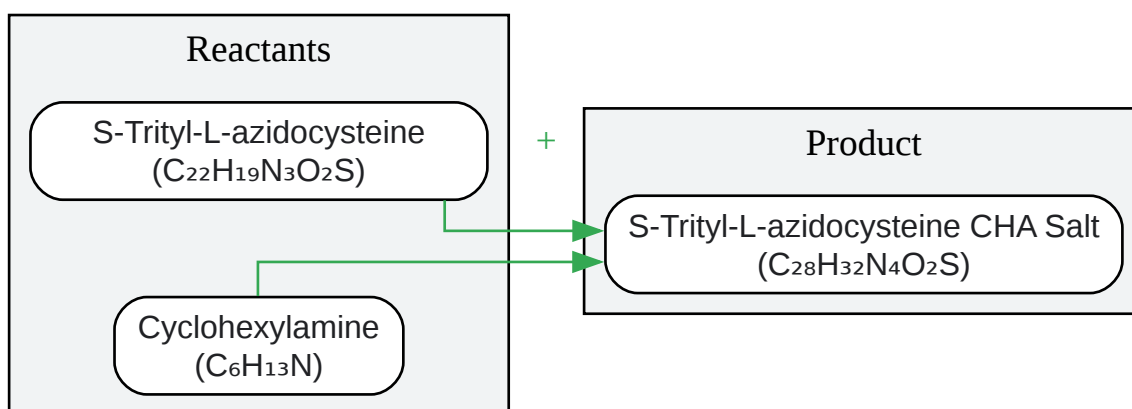 Reactants
S-Trityl-L-azidocysteine
(C₂₂H₁₉N₃O₂S)
Cyclohexylamine
(C₆H₁₃N)
+
Product
S-Trityl-L-azidocysteine CHA Salt
(C₂₈H₃₂N₄O₂S)